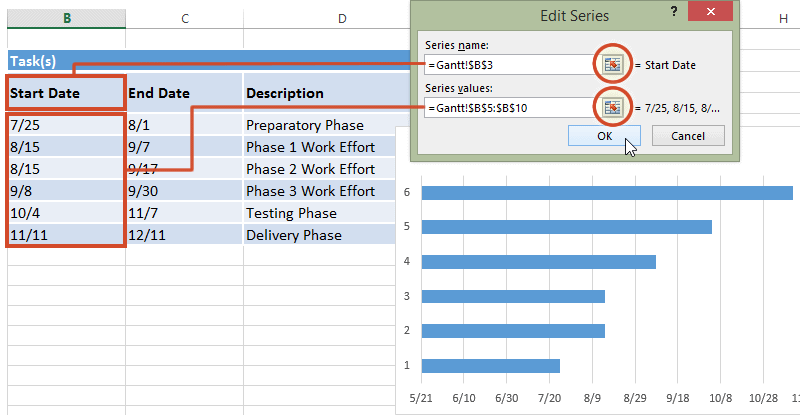 B
C
D
H
Task(s)
Start Date
End Date
Description
7/25
8/1
Preparatory Phase
8/15
9/7
Phase 1 Work Effort
8/15
9/17
Phase 2 Work Effort
9/8
9/30
Phase 3 Work Effort
10/4
11/7
Testing Phase
11/11
12/11
Delivery Phase
Edit Series
?
Series name:
=Gantt!$B$3
= Start Date
Series values:
=Gantt!$B$5:$B$10
= 7/25, 8/15, 8/...
OK
Cancel
6
5
4
3
2
1
5/21
6/10
6/30
7/20
8/9
8/29
9/18
10/8
10/28